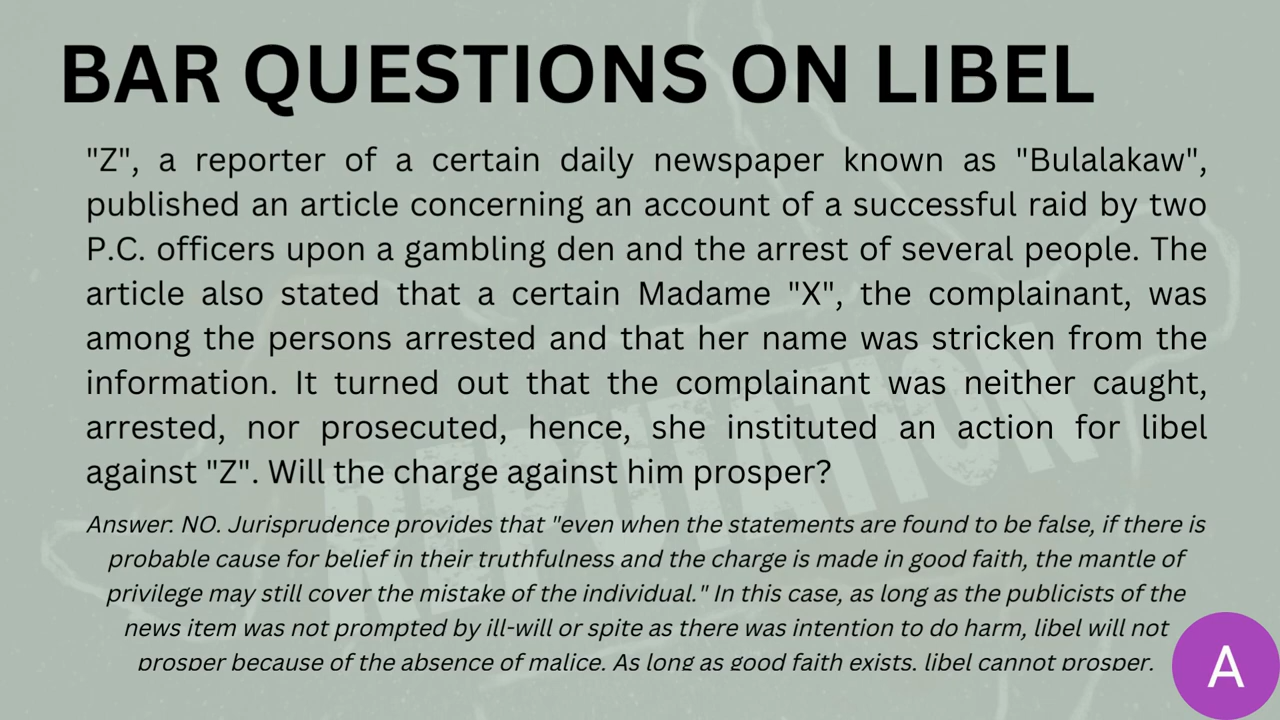 BAR QUESTIONS ON LIBEL
"Z", a reporter of a certain daily newspaper known as "Bulalakaw",
published an article concerning an account of a successful raid by two
P.C. officers upon a gambling den and the arrest of several people. The
article also stated that a certain Madame "X", the complainant, was
among the persons arrested and that her name was stricken from the
information. It turned out that the complainant was neither caught,
arrested, nor prosecuted, hence, she instituted an action for libel
against "Z". Will the charge against him prosper?
REPUTATION
Answer: NO. Jurisprudence provides that "even when the statements are found to be false, if there is
probable cause for belief in their truthfulness and the charge is made in good faith, the mantle of
privilege may still cover the mistake of the individual." In this case, as long as the publicists of the
news item was not prompted by ill-will or spite as there was intention to do harm, libel will not
prosper because of the absence of malice. As long as good faith exists, libel cannot prosper.
A